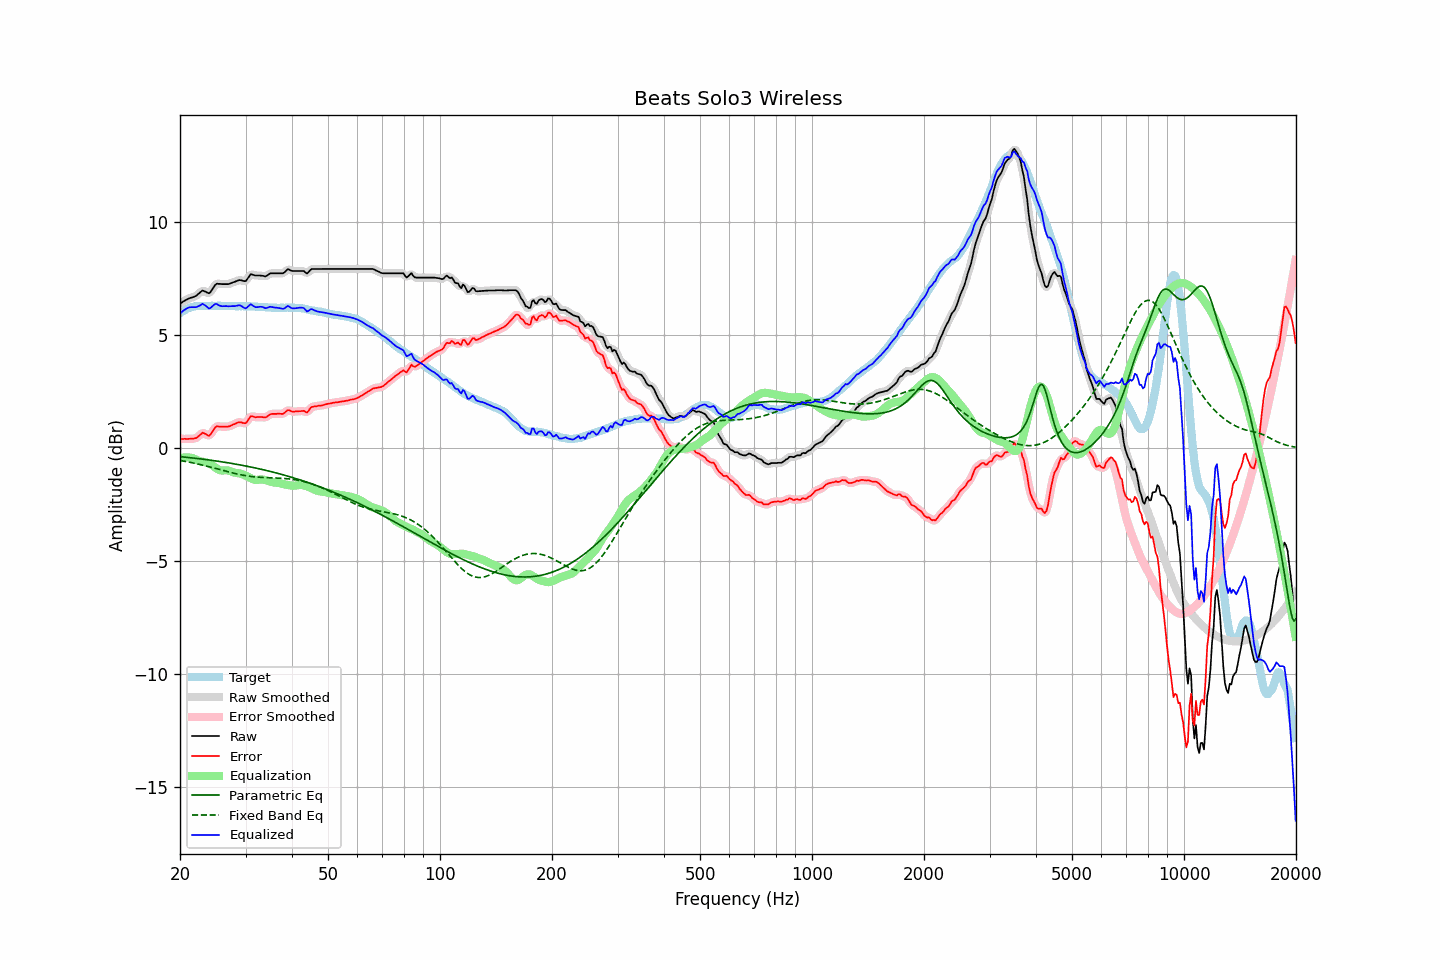 Beats Solo3 Wireless
Amplitude (dBr)
10
5
0
−5
−10
−15
Target
Raw Smoothed
Error Smoothed
Raw
Error
Equalization
Parametric Eq
Fixed Band Eq
Equalized
20 50 100 200 500 1000 2000 5000 10000 20000
Frequency (Hz)